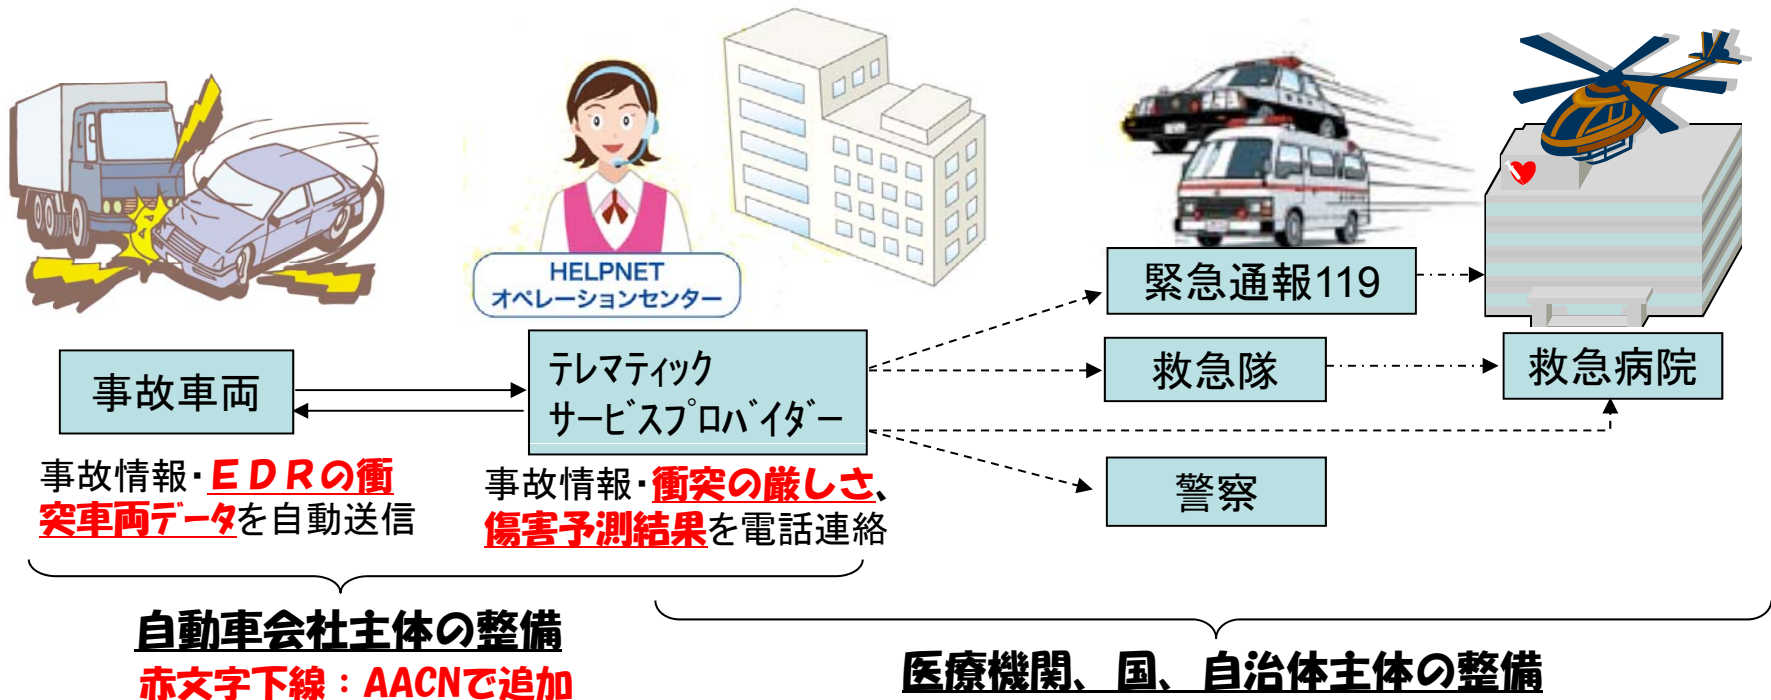 HELPNET
オペレーションセンター
緊急通報119
事故車両
テレマティック
サービスプロバイダー
救急隊
救急病院
警察
事故情報・EDRの衝
突車両データを自動送信
事故情報・衝突の厳しさ、
傷害予測結果を電話連絡
自動車会社主体の整備
赤文字下線：AACNで追加
医療機関、国、自治体主体の整備